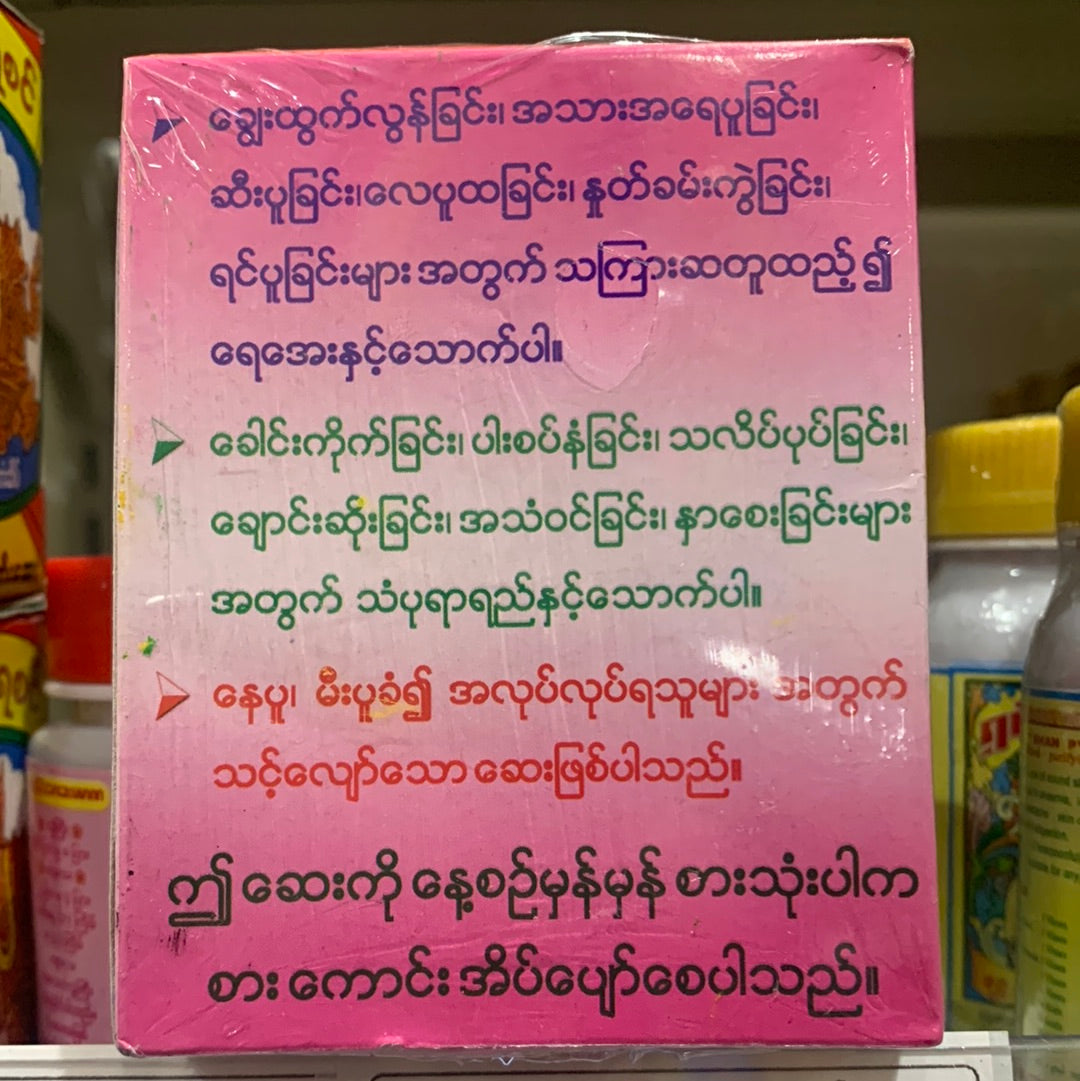 ချွေးထွက်လွန်ခြင်း၊ အသားအရေပူခြင်း၊
ဆီးပူခြင်း၊လေပူထခြင်း၊ နှုတ်ခမ်းကွဲခြင်း၊
ရင်ပူခြင်းများ အတွက် သကြားဆတူထည့်၍
ရေအေးနှင့်သောက်ပါ။
ခေါင်းကိုက်ခြင်း၊ ပါးစပ်နံခြင်း၊ သလိပ်ပုပ်ခြင်း၊
ချောင်းဆိုးခြင်း၊ အသံဝင်ခြင်း၊ နှာစေးခြင်းများ
အတွက် သံပုရာရည်နှင့်သောက်ပါ။
နေပူ၊ မီးပူခံ၍ အလုပ်လုပ်ရသူများ အတွက်
သင့်လျော်သော ဆေးဖြစ်ပါသည်။
ဤ ဆေးကို နေ့စဉ်မှန်မှန် စားသုံးပါက
စား ကောင်း အိပ်ပျော်စေပါသည်။